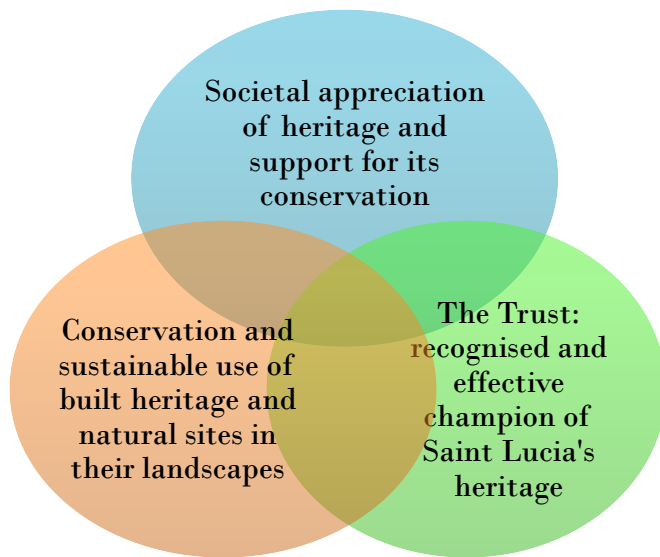 Societal appreciation
of heritage and
support for its
conservation
Conservation and
sustainable use of
built heritage and
natural sites in
their landscapes
The Trust:
recognised and
effective
champion of
Saint Lucia's
heritage